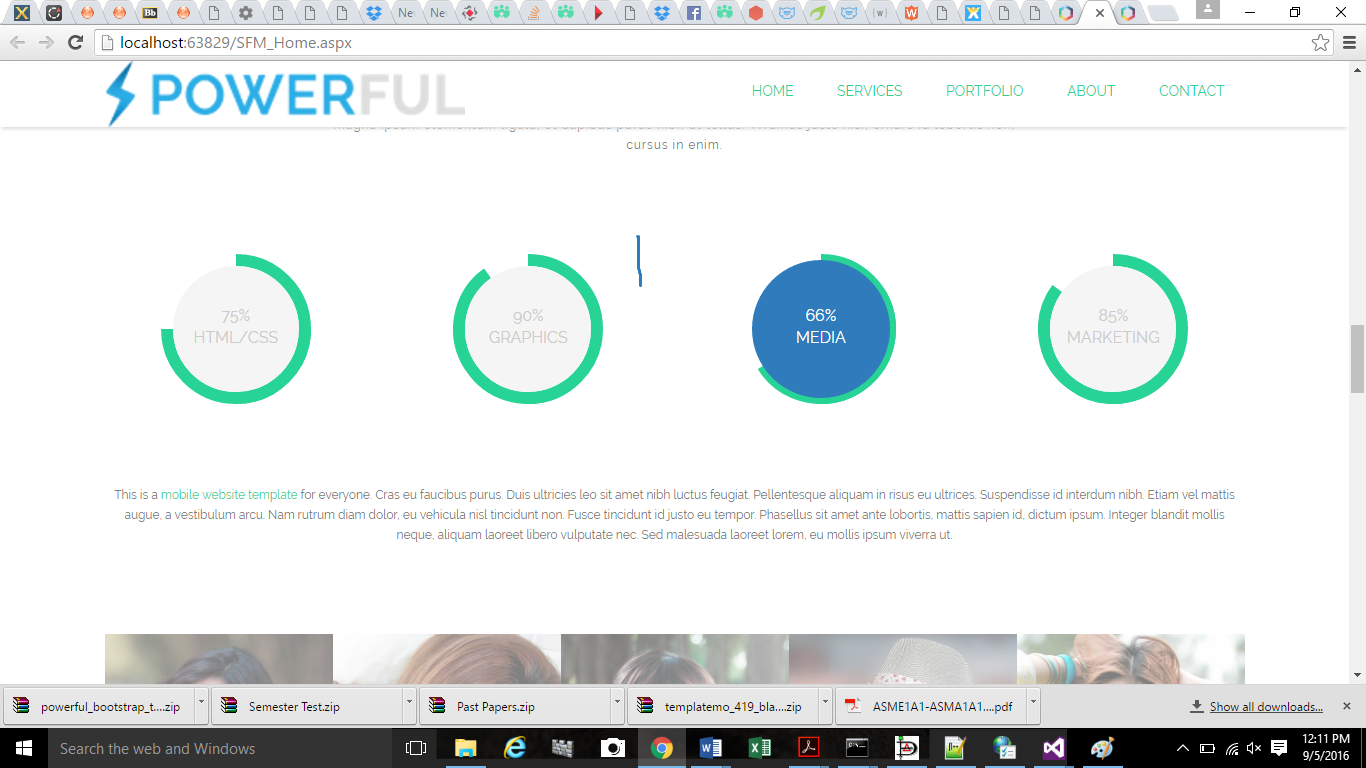 Ne
Ne
Bb
localhost:63829/SFM_Home.aspx
POWERFUL
HOME SERVICES PORTFOLIO ABOUT CONTACT
cursus in enim.
75%
HTML/CSS
90%
GRAPHICS
66%
MEDIA
85%
MARKETING
This is a mobile website template for everyone. Cras eu faucibus purus. Duis ultricies leo sit amet nibh luctus feugiat. Pellentesque aliquam in risus eu ultrices. Suspendisse id interdum nibh. Etiam vel mattis
augue, a vestibulum arcu. Nam rutrum diam dolor, eu vehicula nisl tincidunt non. Fusce tincidunt id justo eu tempor. Phasellus sit amet ante lobortis, mattis sapien id, dictum ipsum. Integer blandit mollis
neque, aliquam laoreet libero vulputate nec. Sed malesuada laoreet lorem, eu mollis ipsum viverra ut.
powerful_bootstrap_t....zip Semester Test.zip Past Papers.zip templatemo_419_bla....zip ASME1A1-ASMA1A1....pdf Show all downloads...
Search the web and Windows
12:11 PM
9/5/2016